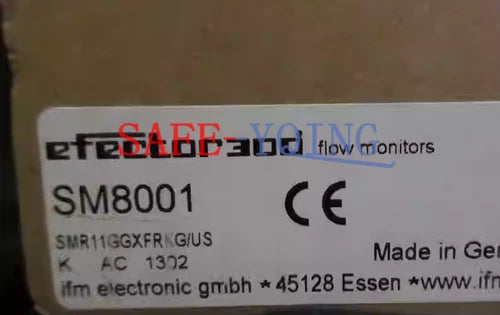 SAFE-YOING
efector300 flow monitors
SM8001 CE
SMR11GGXFRKG/US
K AC 1302 Made in Ger
ifm electronic gmbh * 45128 Essen *www.ifm